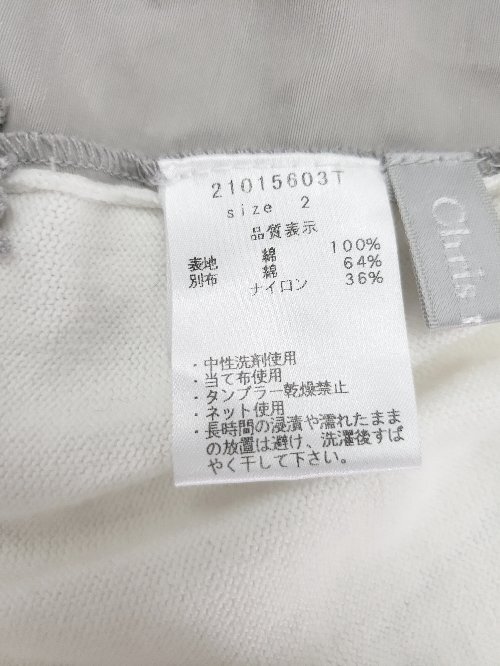 21015603T
size 2
品質表示
表地 綿 100%
別布 綿 64%
ナイロン 36%
・中性洗剤使用
・当て布使用
・タンブラー乾燥禁止
・ネット使用
・長時間の浸漬や濡れたまま
の放置は避け、洗濯後すば
やく干して下さい。
Chris